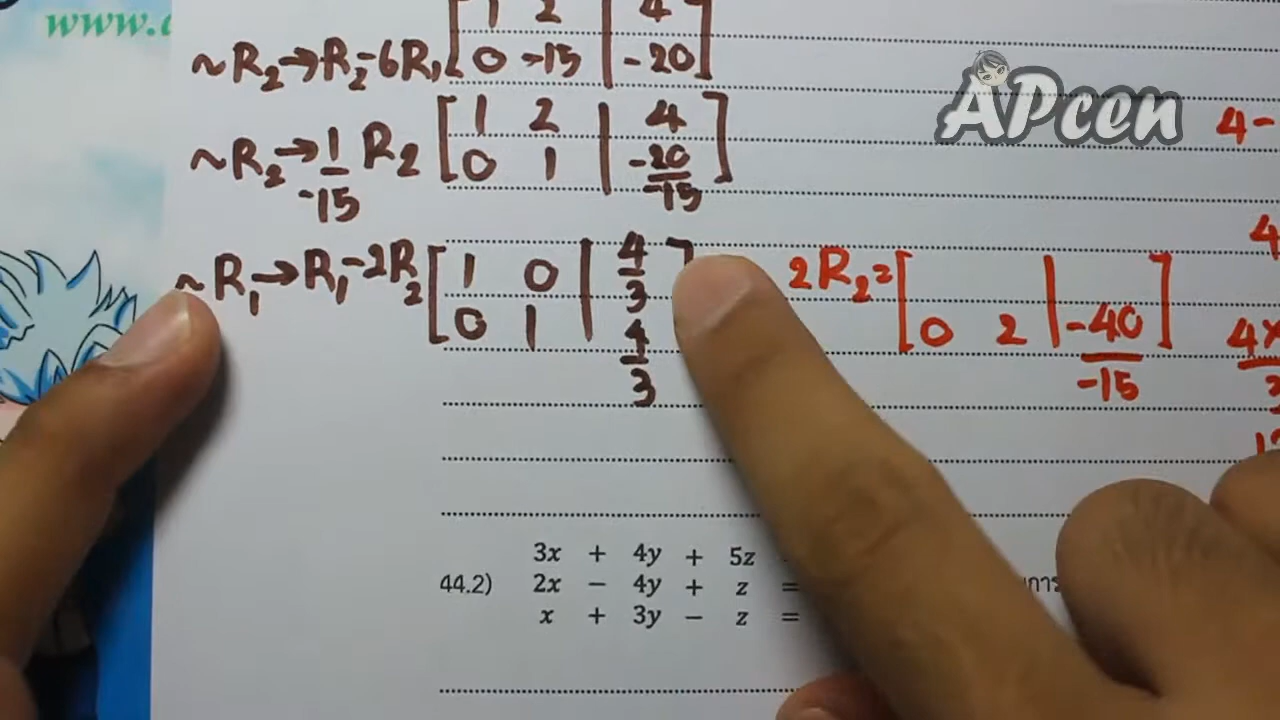 www.
[1 2 | 4
~R₂→R₂-6R₁ 0 -15 | -20]
[1 2 | 4
~R₂→1/-15 R₂ 0 1 | -20/-15]
~R₁→R₁-2R₂ [1 0 | 4/3
0 1 | 4/3]
2R₂=[0 2 | -40/-15]
APcen
4-
4
4x
3x + 4y + 5z
44.2) 2x − 4y + z =
x + 3y − z =